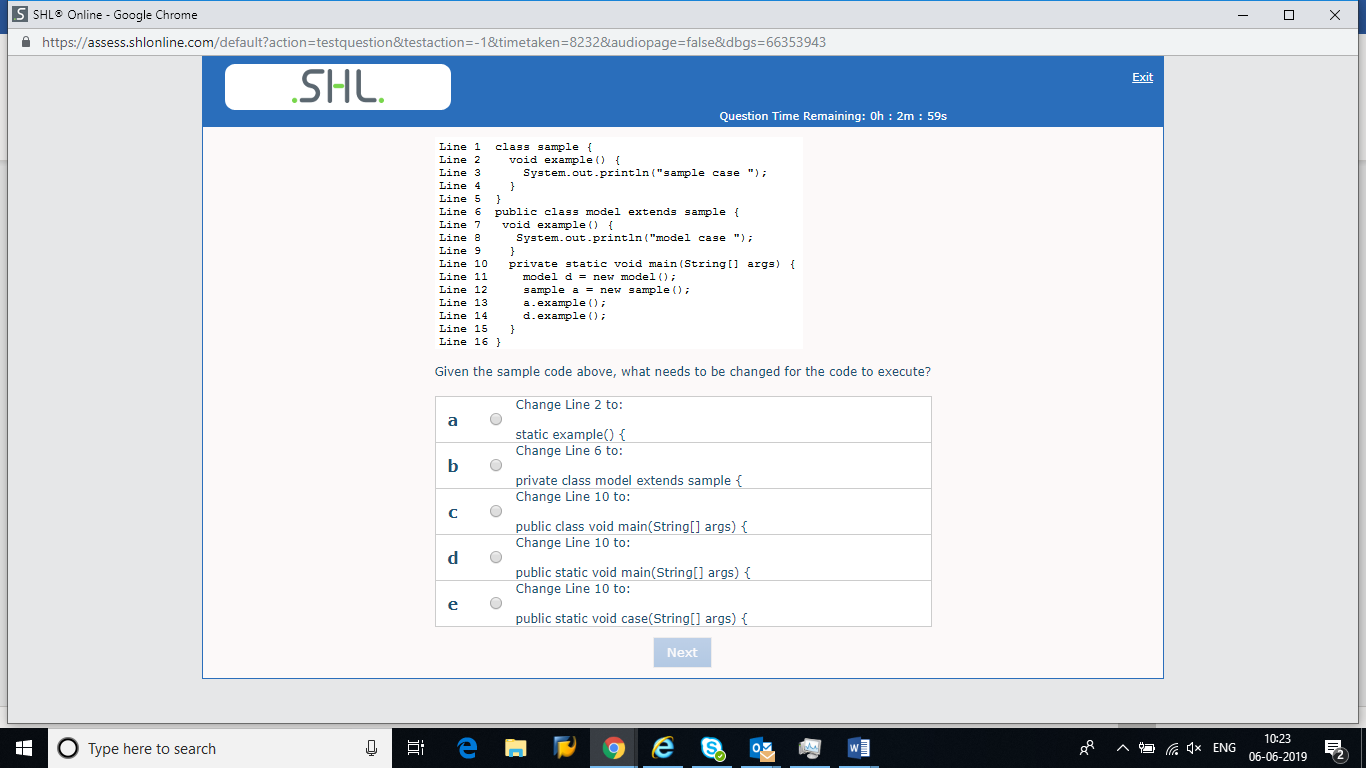 SHL® Online - Google Chrome
https://assess.shlonline.com/default?action=testquestion&testaction=-1&timetaken=8232&audiopage=false&dbgs=66353943
.SHL.
Exit
Question Time Remaining: 0h : 2m : 59s
Line 1 class sample {
Line 2 void example() {
Line 3 System.out.println("sample case ");
Line 4 }
Line 5 }
Line 6 public class model extends sample {
Line 7 void example() {
Line 8 System.out.println("model case ");
Line 9 }
Line 10 private static void main(String[] args) {
Line 11 model d = new model();
Line 12 sample a = new sample();
Line 13 a.example();
Line 14 d.example();
Line 15 }
Line 16 }
Given the sample code above, what needs to be changed for the code to execute?
a Change Line 2 to:
static example() {
b Change Line 6 to:
private class model extends sample {
c Change Line 10 to:
public class void main(String[] args) {
d Change Line 10 to:
public static void main(String[] args) {
e Change Line 10 to:
public static void case(String[] args) {
Next
Type here to search
ENG
10:23
06-06-2019
2